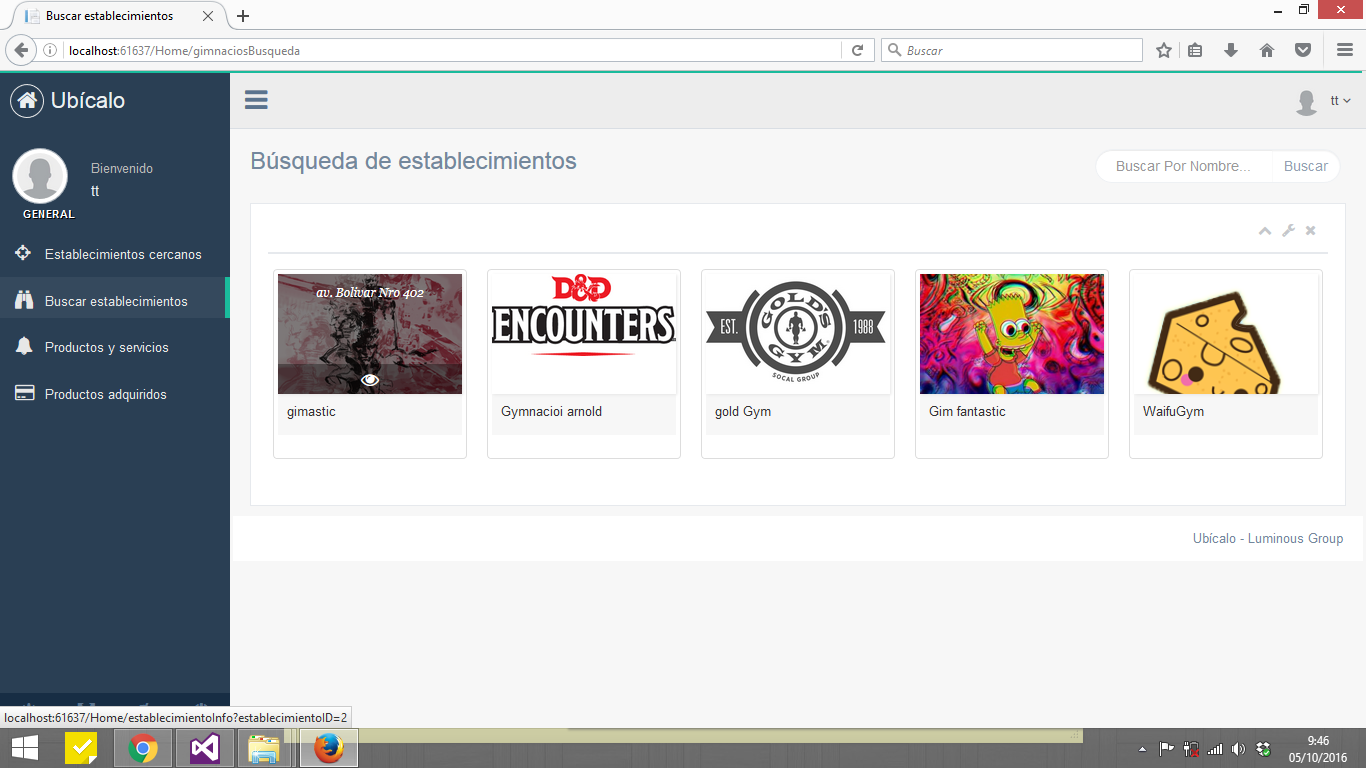 Buscar establecimientos
localhost:61637/Home/gimnaciosBusqueda
Buscar
Ubícalo
tt
Bienvenido
tt
GENERAL
Establecimientos cercanos
Buscar establecimientos
Productos y servicios
Productos adquiridos
Búsqueda de establecimientos
Buscar Por Nombre...
Buscar
av. Bolivar Nro 402
gimastic
D&D
ENCOUNTERS
Gymnacioi arnold
GOLD'S
EST.
1988
GYM
SOCAL GROUP
gold Gym
Gim fantastic
WaifuGym
Ubícalo - Luminous Group
localhost:61637/Home/establecimientoInfo?establecimientoID=2
9:46
05/10/2016